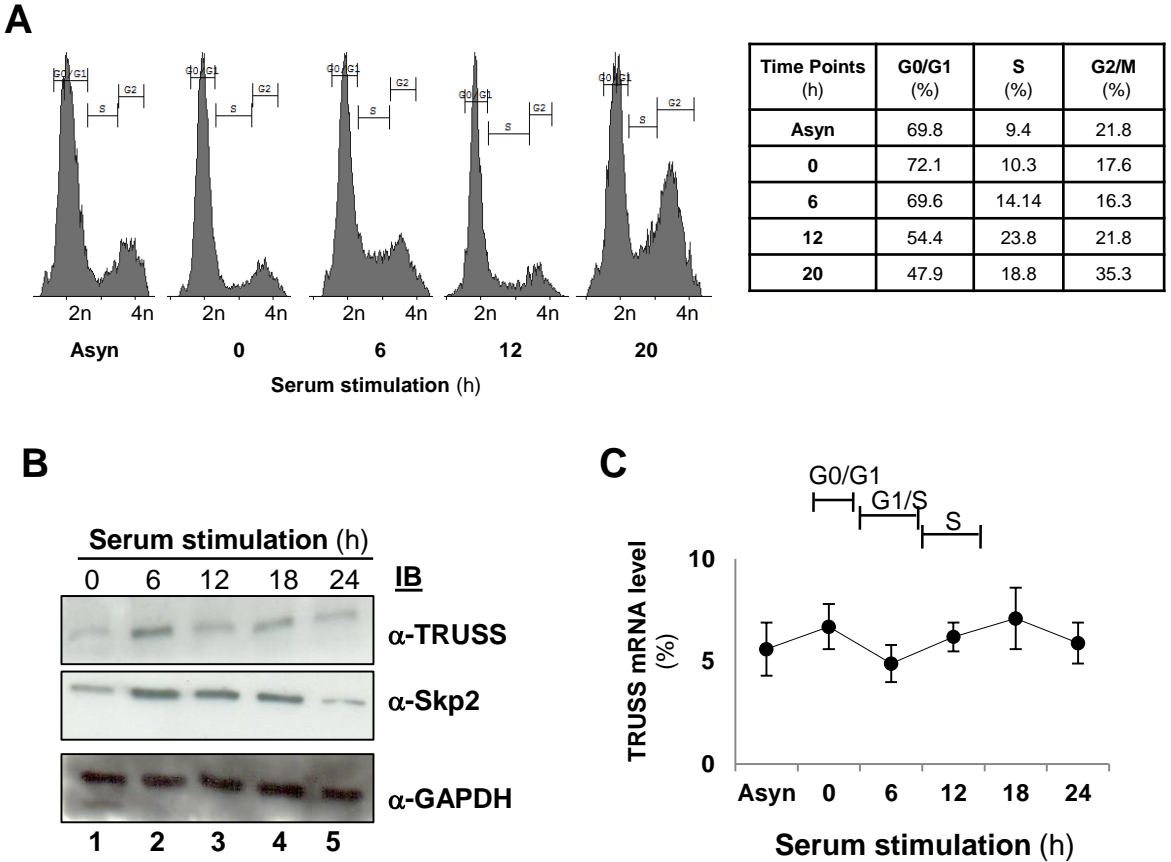 A
G0/G1
S
G2
G0/G1
S
G2
G0/G1
S
G2
G0/G1
S
G2
G0/G1
S
G2
2n 4n 2n 4n 2n 4n 2n 4n 2n 4n
Asyn 0 6 12 20
Serum stimulation (h)
Time Points (h) G0/G1 (%) S (%) G2/M (%)
Asyn 69.8 9.4 21.8
0 72.1 10.3 17.6
6 69.6 14.14 16.3
12 54.4 23.8 21.8
20 47.9 18.8 35.3
B
Serum stimulation (h)
0 6 12 18 24 IB
α-TRUSS
α-Skp2
α-GAPDH
1 2 3 4 5
C
G0/G1
G1/S
S
TRUSS mRNA level
(%)
10
5
0
Asyn 0 6 12 18 24
Serum stimulation (h)